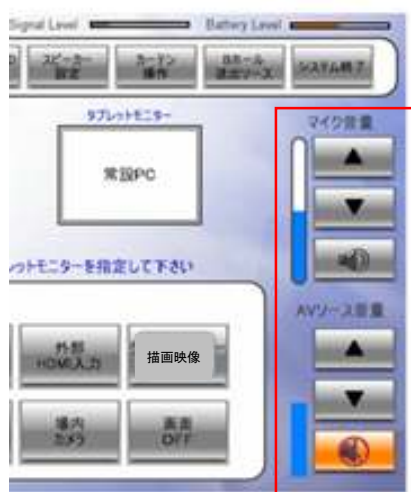 Signal Level
Battery Level
スピーカー
設定
カーテン
操作
Bホール
送出ソース
システム終了
タブレットモニター
マイク音量
常設PC
レットモニターを指定して下さい
AVソース音量
外部
HDMI入力
描画映像
場内
カメラ
画面
OFF